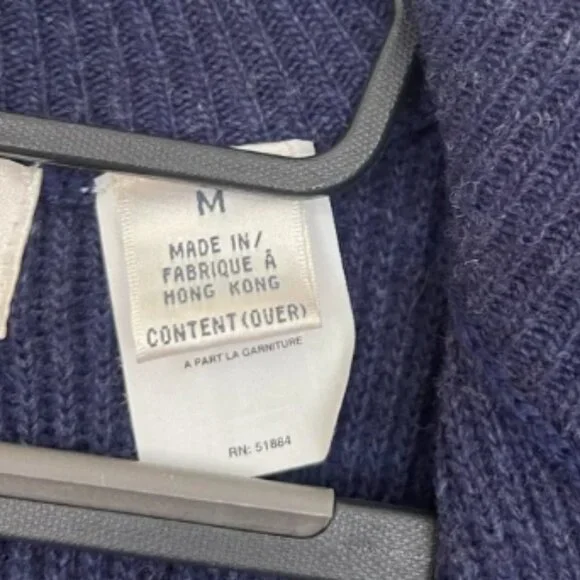 M
MADE IN/
FABRIQUE À
HONG KONG
CONTENT (OVER)
A PART LA GARNITURE
RN: 51884